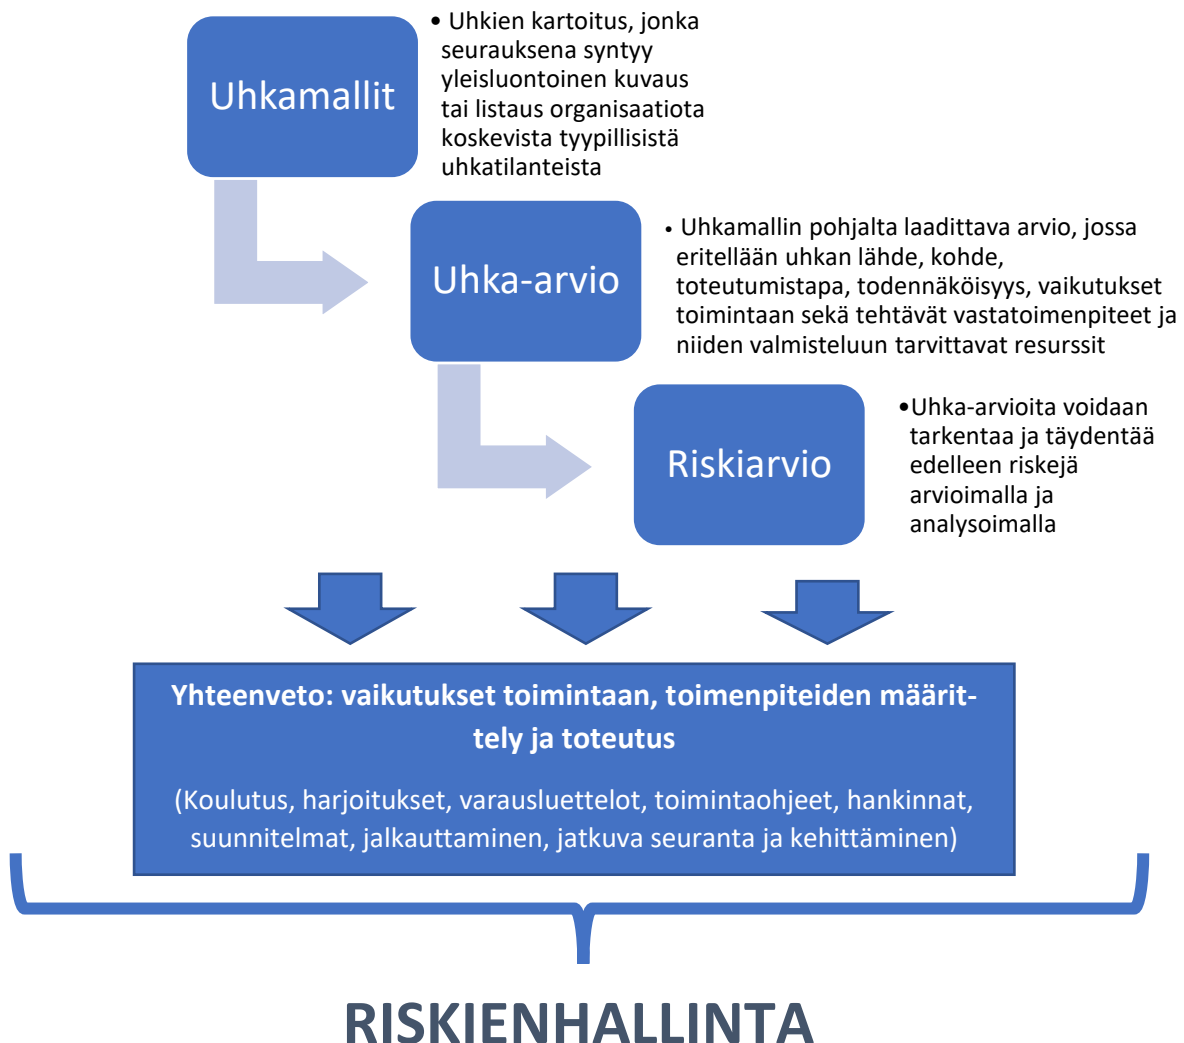 Uhkamallit
• Uhkien kartoitus, jonka
seurauksena syntyy
yleisluontoinen kuvaus
tai listaus organisaatiota
koskevista tyypillisistä
uhkatilanteista
Uhka-arvio
• Uhkamallin pohjalta laadittava arvio, jossa
eritellään uhkan lähde, kohde,
toteutumistapa, todennäköisyys, vaikutukset
toimintaan sekä tehtävät vastatoimenpiteet ja
niiden valmisteluun tarvittavat resurssit
Riskiarvio
•Uhka-arvioita voidaan
tarkentaa ja täydentää
edelleen riskejä
arvioimalla ja
analysoimalla
Yhteenveto: vaikutukset toimintaan, toimenpiteiden määrit-
tely ja toteutus
(Koulutus, harjoitukset, varausluettelot, toimintaohjeet, hankinnat,
suunnitelmat, jalkauttaminen, jatkuva seuranta ja kehittäminen)
RISKIENHALLINTA